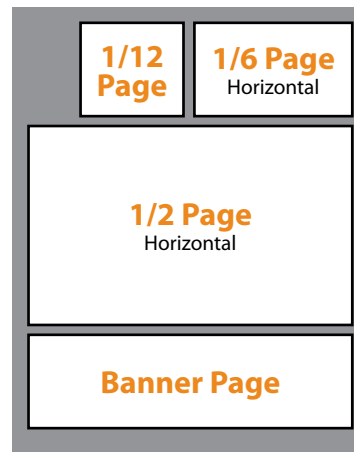 1/12
Page
1/6 Page
Horizontal
1/2 Page
Horizontal
Banner Page